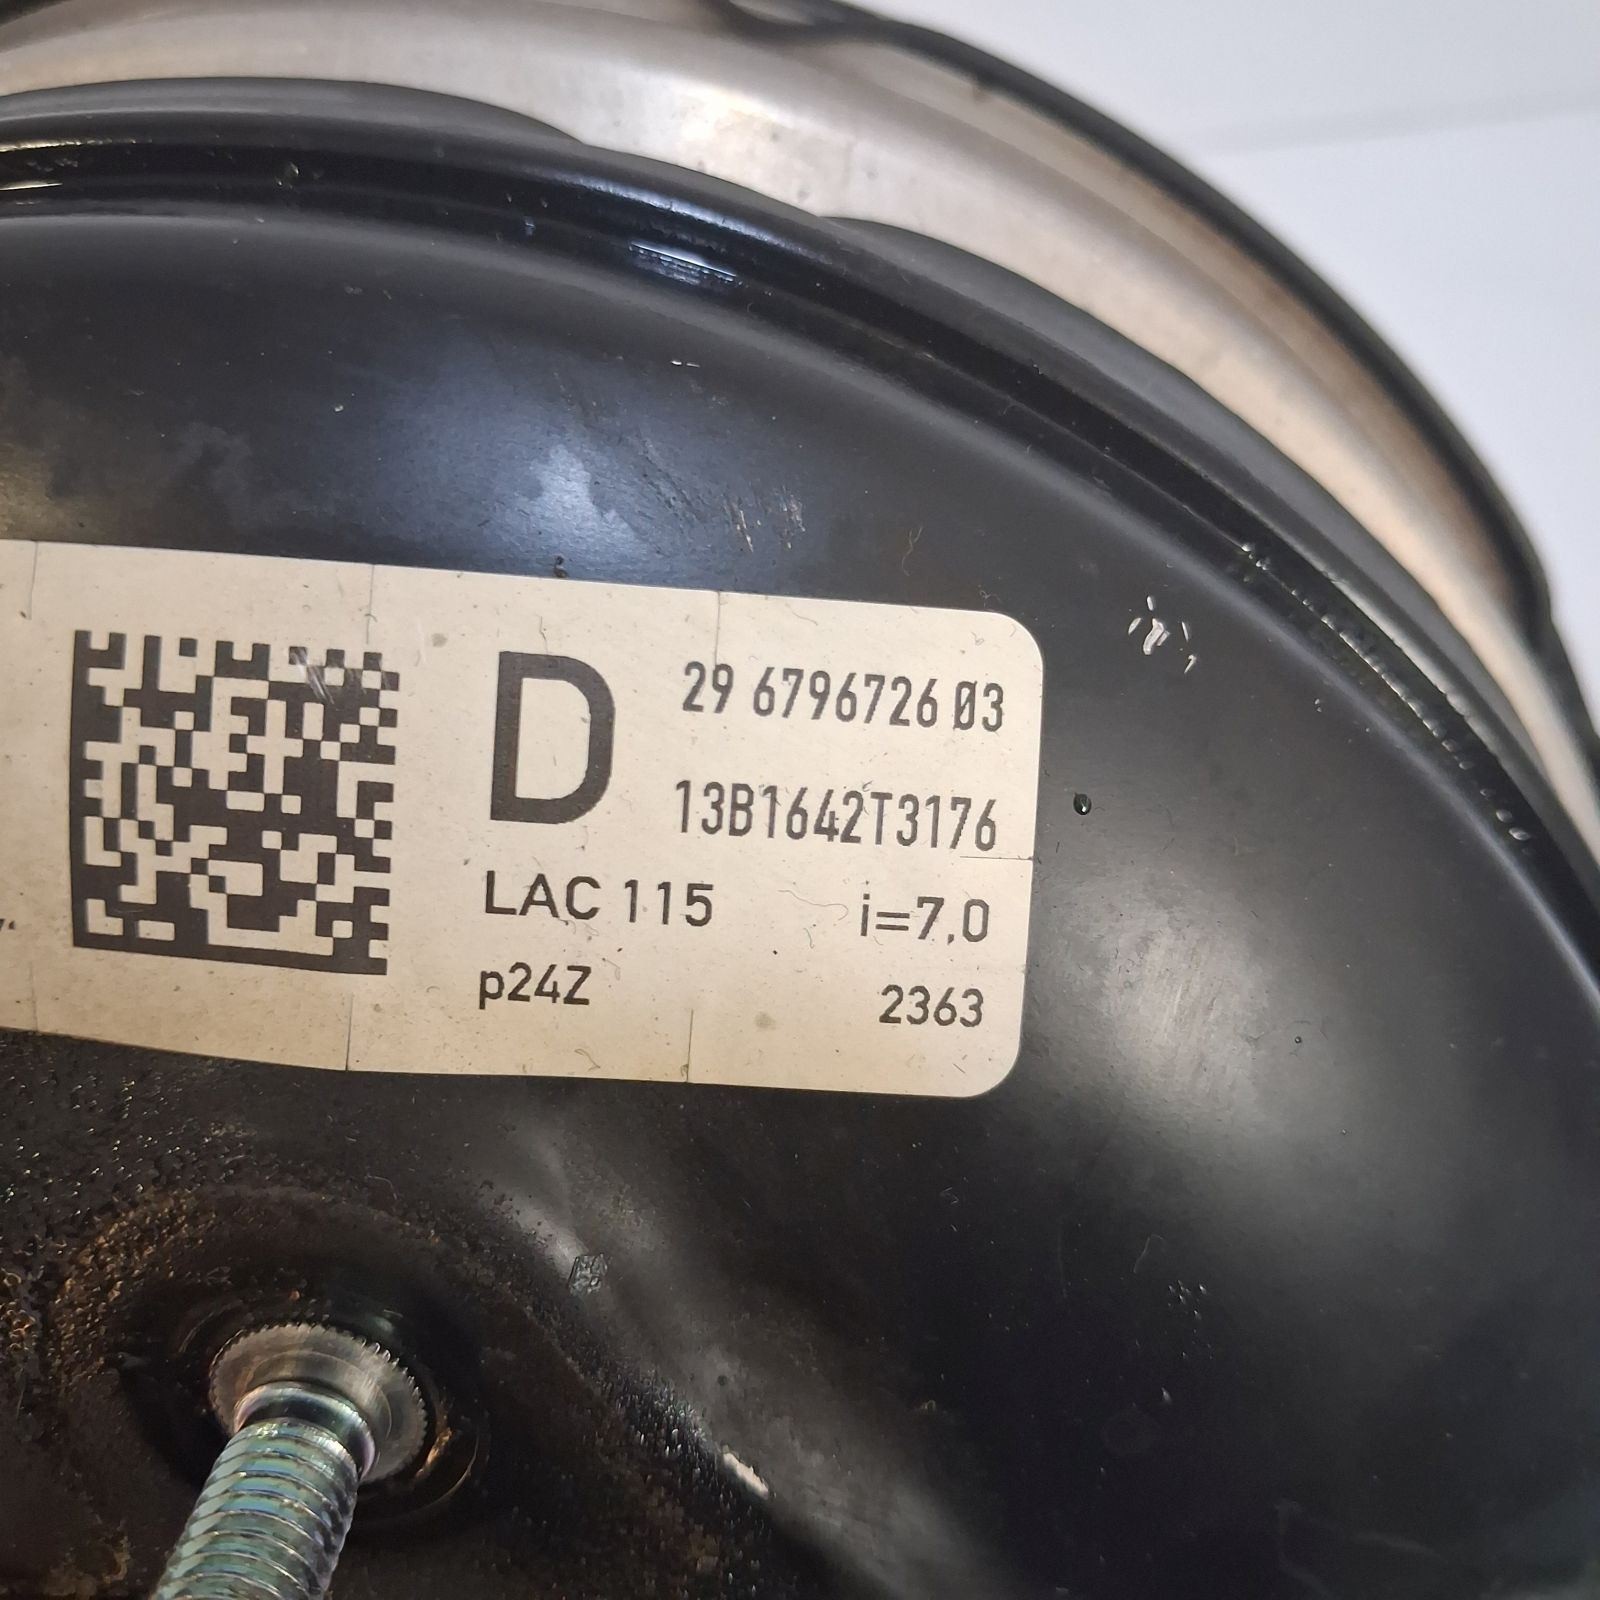 D
29 6796726 03
13B1642T3176
LAC 115 i=7,0
p24Z 2363